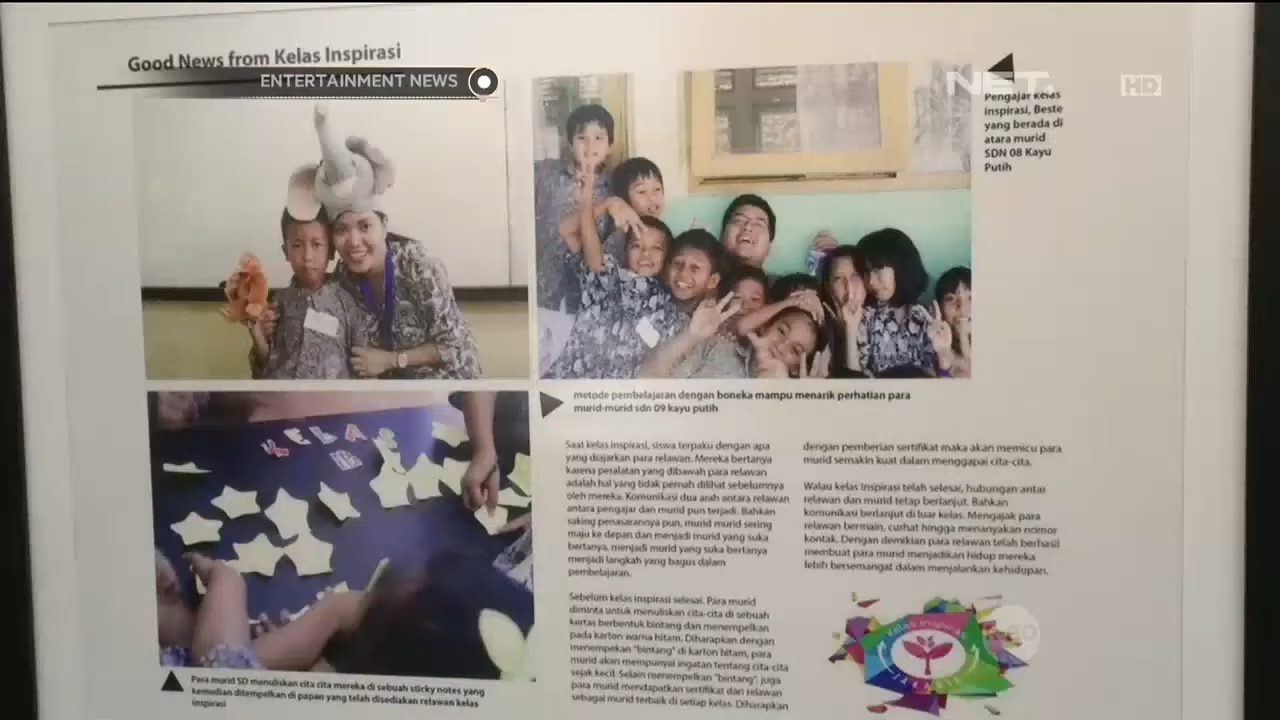 Good News from Kelas Inspirasi
ENTERTAINMENT NEWS
NET.
HD
Pengajar kelas
inspirasi, Beste
yang berada di
atara murid
SDN 08 Kayu
Putih
metode pembelajaran dengan boneka mampu menarik perhatian para
murid-murid sdn 09 kayu putih
KELAS
Saat kelas inspirasi, siswa terpaku dengan apa
yang diajarkan para relawan. Mereka bertanya
karena peralatan yang dibawah para relawan
adalah hal yang tidak pernah dilihat sebelumnya
oleh mereka. Komunikasi dua arah antara relawan
antara pengajar dan murid pun terjadi. Bahkan
saking penasarannya pun, murid murid sering
maju ke depan dan menjadi murid yang suka
bertanya, menjadi murid yang suka bertanya
menjadi langkah yang bagus dalam
pembelajaran.
Sebelum kelas inspirasi selesai. Para murid
diminta untuk menuliskan cita-cita di sebuah
kertas berbentuk bintang dan menempelkan
pada karton warna hitam. Diharapkan dengan
menempekan "bintang" di karton hitam, para
murid akan mempunyai ingatan tentang cita-cita
sejak kecil. Selain menempelkan "bintang", juga
para murid mendapatkan sertifikat dari relawan
sebagai murid terbaik di setiap kelas. Diharapkan
dengan pemberian sertifikat maka akan memicu para
murid semakin kuat dalam menggapai cita-cita.
Walau kelas inspirasi telah selesai, hubungan antar
relawan dan murid tetap berlanjut. Bahkan
komunikasi berlanjut di luar kelas. Mengajak para
relawan bermain, curhat hingga menanyakan nomor
kontak. Dengan demikian para relawan telah berhasil
membuat para murid menjadikan hidup mereka
lebih bersemangat dalam menjalankan kehidupan.
Kelas Inspirasi
JAKARTA
Para murid SD menuliskan cita cita mereka di sebuah sticky notes yang
kemudian ditempelkan di papan yang telah disediakan relawan kelas
inspirasi